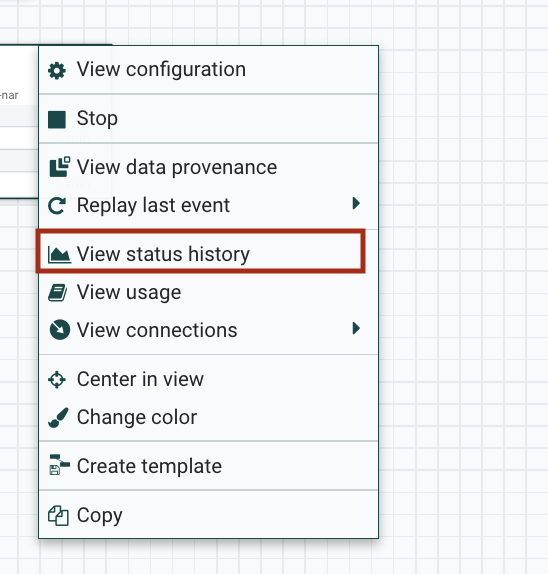 View configuration
-nar
Stop
View data provenance
Replay last event
View status history
View usage
View connections
Center in view
Change color
Create template
Copy